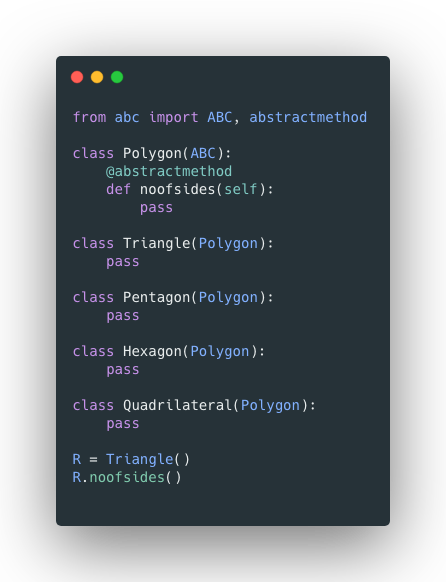 from abc import ABC, abstractmethod

class Polygon(ABC):
    @abstractmethod
    def noofsides(self):
        pass

class Triangle(Polygon):
    pass

class Pentagon(Polygon):
    pass

class Hexagon(Polygon):
    pass

class Quadrilateral(Polygon):
    pass

R = Triangle()
R.noofsides()